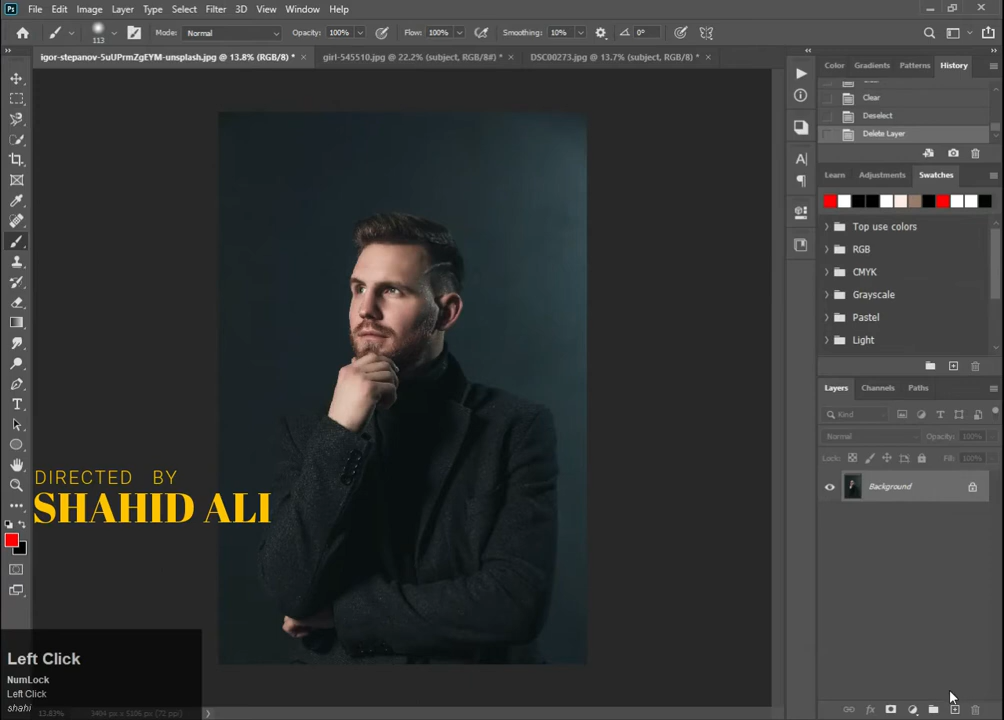 Ps File Edit Image Layer Type Select Filter 3D View Window Help
113 Mode: Normal Opacity: 100% Flow: 100% Smoothing: 10% 0°
igor-stepanov-5uUPrmZgEYM-unsplash.jpg @ 13.8% (RGB/8) * × girl-545510.png @ 22.2% (subject, RGB/8#) * × DSC00273.jpg @ 13.7% (subject, RGB/8) * ×
Color Gradients Patterns History
Clear
Deselect
Delete Layer
Learn Adjustments Swatches
Top use colors
RGB
CMYK
Grayscale
Pastel
Light
Layers Channels Paths
Kind
Normal Opacity: 100%
Lock: Fill: 100%
Background
DIRECTED BY
SHAHID ALI
Left Click
NumLock
Left Click
shahi
13.83%